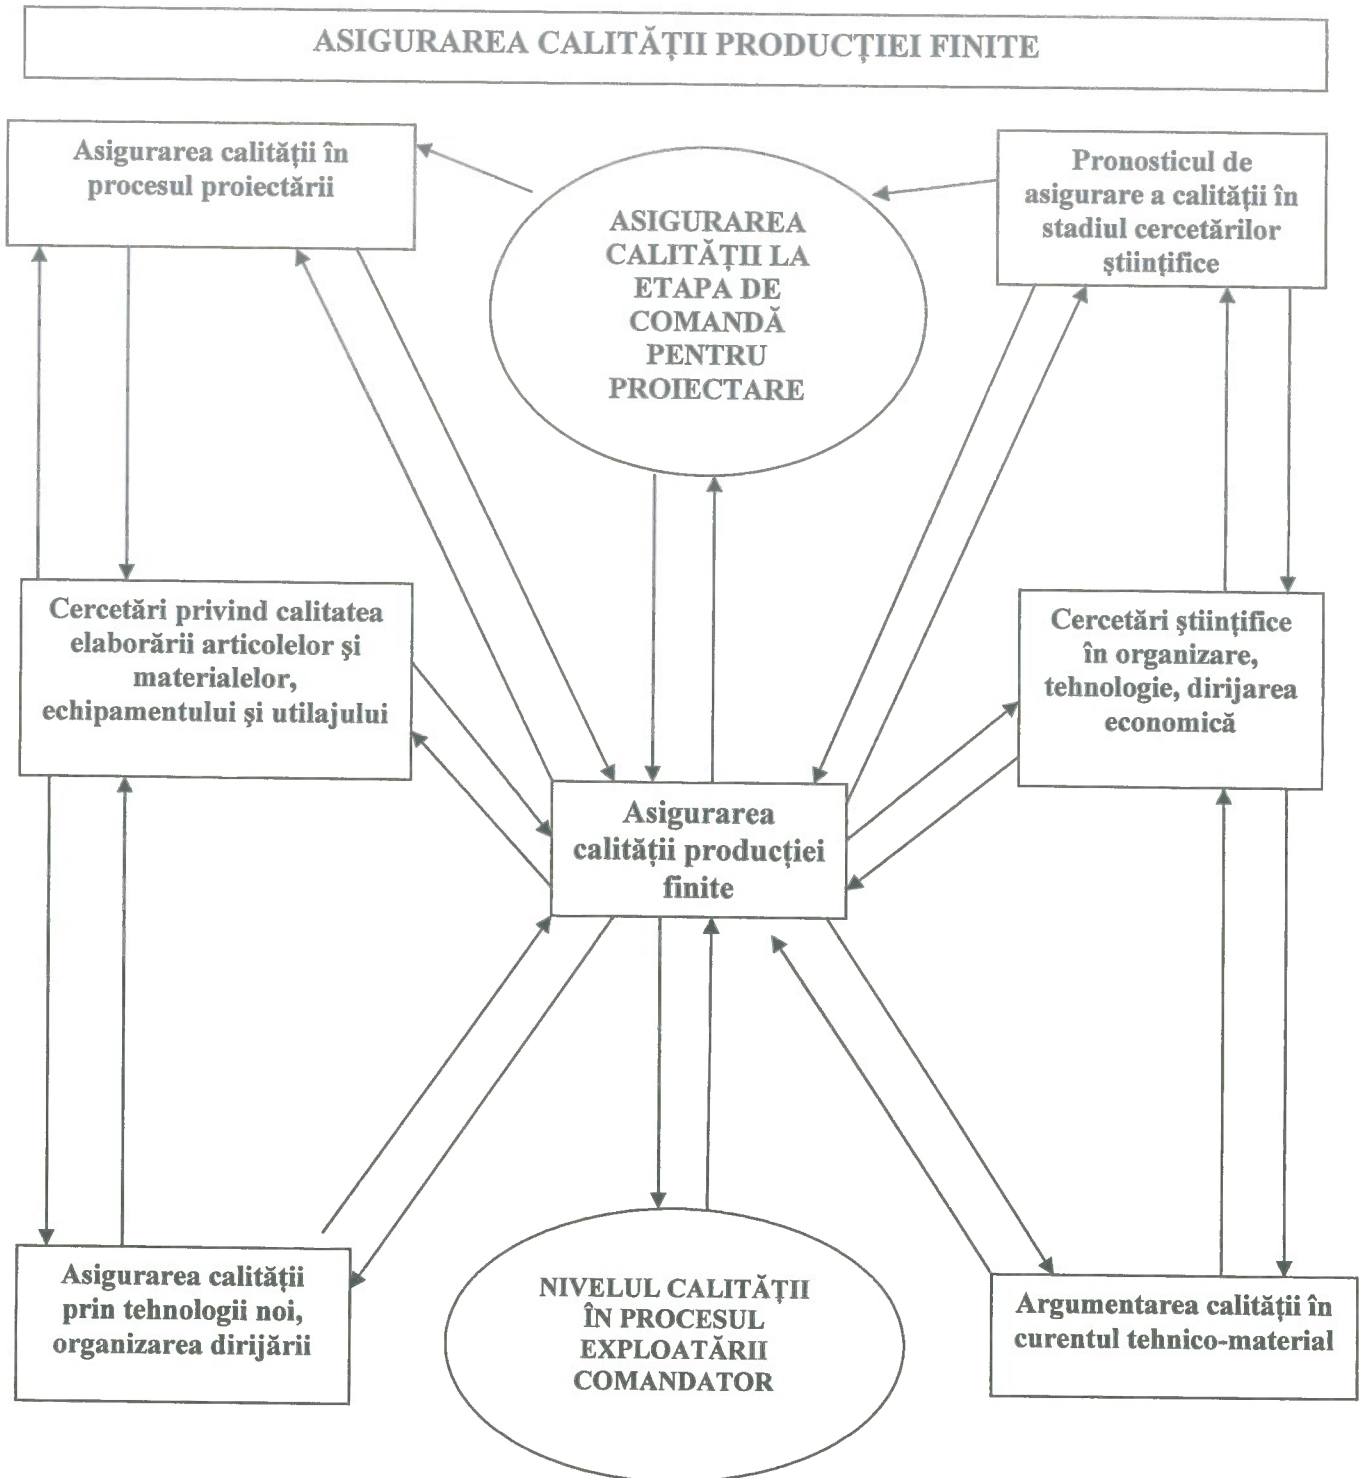 ASIGURAREA CALITĂȚII PRODUCȚIEI FINITE
Asigurarea calității în
procesul proiectării
ASIGURAREA
CALITĂȚII LA
ETAPA DE
COMANDĂ
PENTRU
PROIECTARE
Pronosticul de
asigurare a calității în
stadiul cercetărilor
ştiințifice
Cercetări privind calitatea
elaborării articolelor şi
materialelor,
echipamentului şi utilajului
Cercetări ştiințifice
în organizare,
tehnologie, dirijarea
economică
Asigurarea
calității producției
finite
Asigurarea calității
prin tehnologii noi,
organizarea dirijării
NIVELUL CALITĂȚII
ÎN PROCESUL
EXPLOATĂRII
COMANDATOR
Argumentarea calității în
curentul tehnico-material